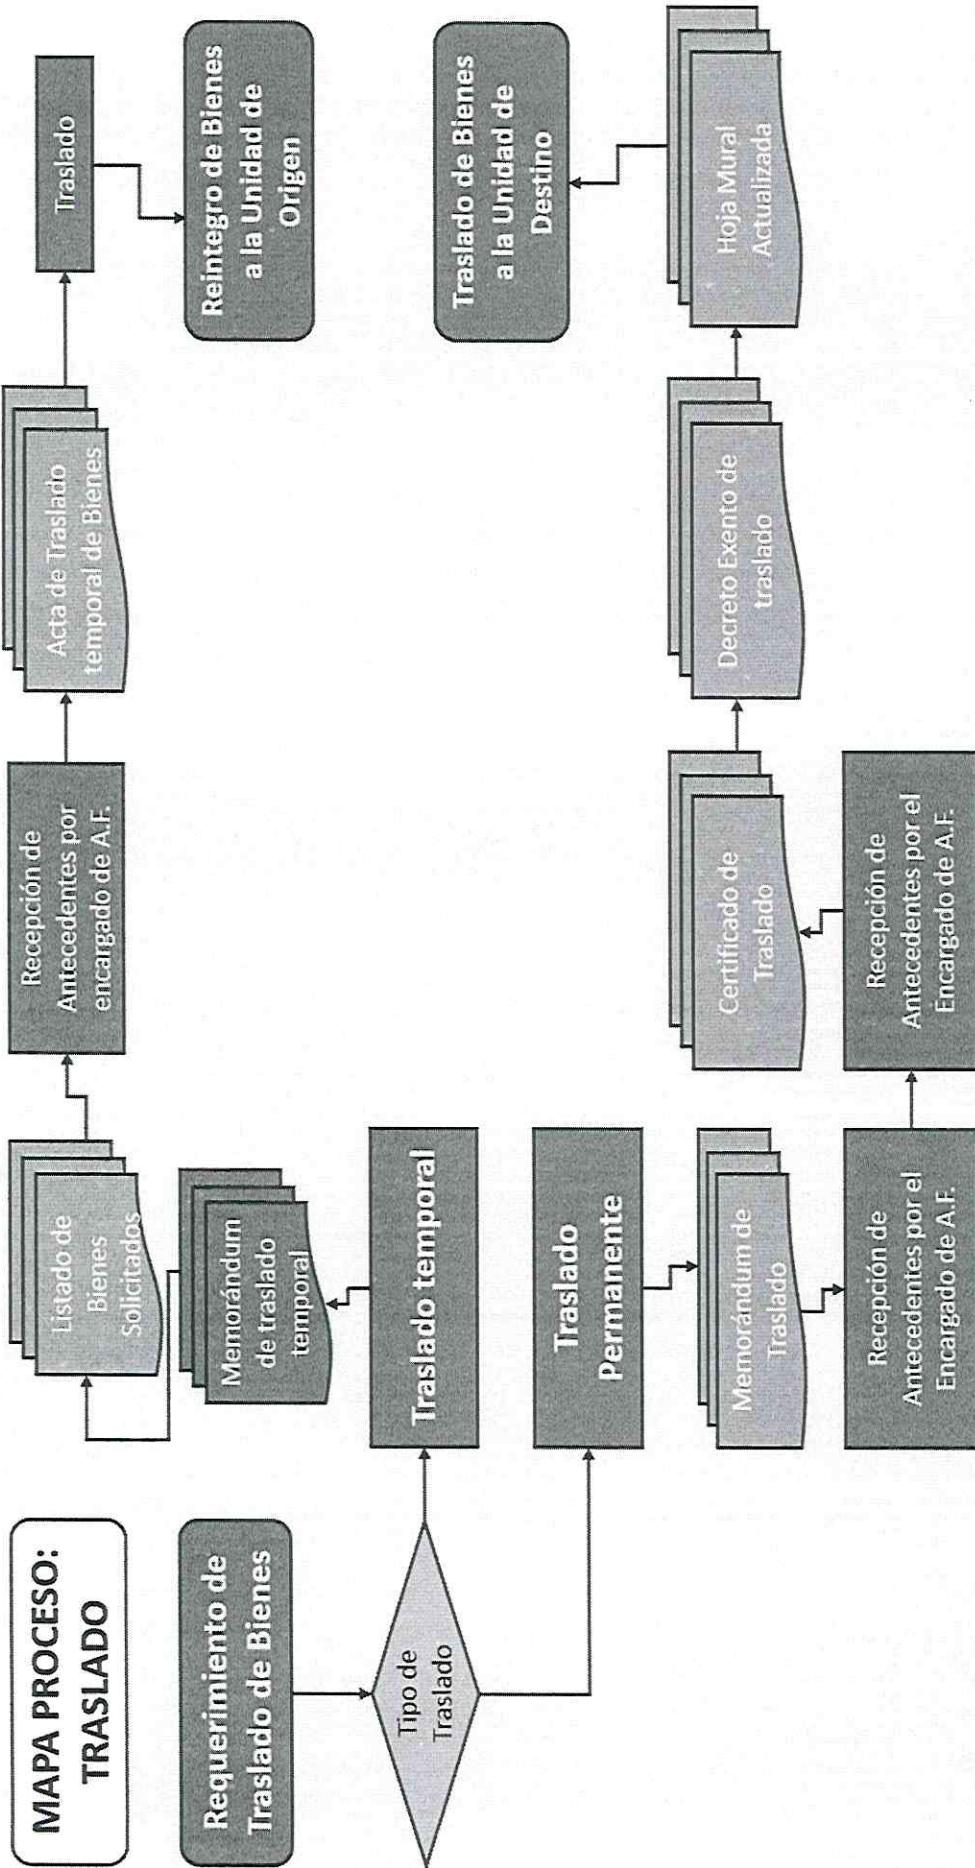 MAPA PROCESO:
TRASLADO
Requerimiento de
Traslado de Bienes
Tipo de
Traslado
Traslado temporal
Memorándum
de traslado
temporal
Listado de
Bienes
Solicitados
Recepción de
Antecedentes por
encargado de A.F.
Acta de Traslado
temporal de Bienes
Traslado
Reintegro de Bienes
a la Unidad de
Origen
Traslado
Permanente
Memorándum de
Traslado
Recepción de
Antecedentes por el
Encargado de A.F.
Recepción de
Antecedentes por el
Encargado de A.F.
Certificado de
Traslado
Decreto Exento de
traslado
Hoja Mural
Actualizada
Traslado de Bienes
a la Unidad de
Destino